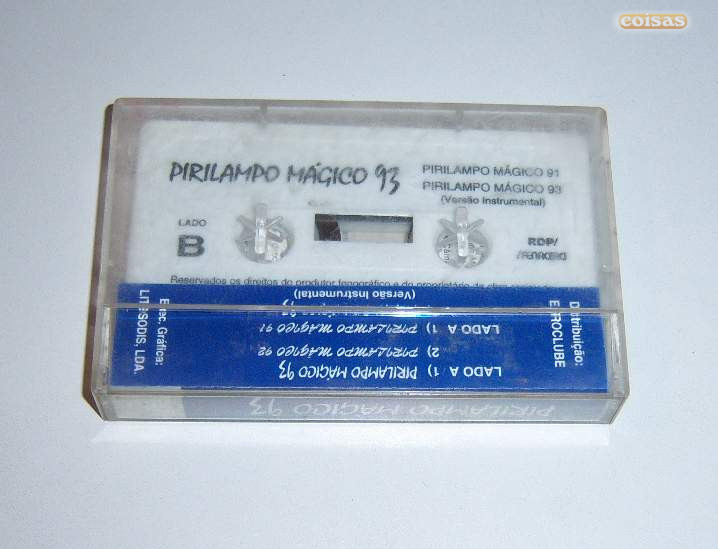 coisas
PIRILAMPO MÁGICO 93
PIRILAMPO MÁGICO 91
PIRILAMPO MÁGICO 93
(Versão Instrumental)
LADO
B
RDP/
/FENACERCI
Reservados os direitos do produtor fonográfico e do proprietário da obra
Distribuição:
EUROCLUBE
LADO A 1) PIRILAMPO MÁGICO 93
2) PIRILAMPO MÁGICO 92
LADO A 1) PIRILAMPO MÁGICO 91
(Versão Instrumental)
Exec. Gráfica:
LITOSODIS, LDA.
PIRILAMPO MÁGICO 93